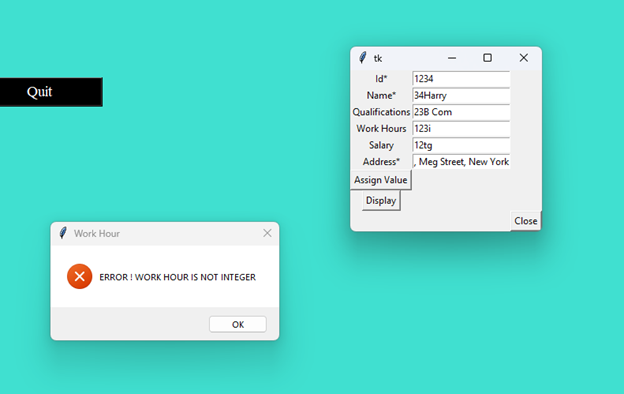 Quit
tk
Id* 1234
Name* 34Harry
Qualifications 23B Com
Work Hours 123i
Salary 12tg
Address* , Meg Street, New York
Assign Value
Display
Close
Work Hour
ERROR ! WORK HOUR IS NOT INTEGER
OK